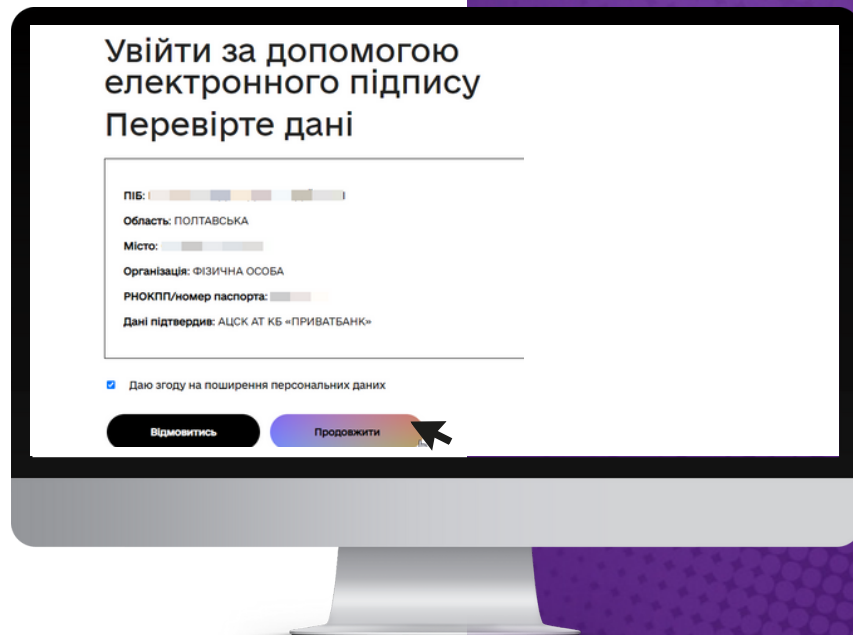 Увійти за допомогою
електронного підпису
Перевірте дані
ПІБ:
Область: ПОЛТАВСЬКА
Місто:
Організація: ФІЗИЧНА ОСОБА
РНОКПП/номер паспорта:
Дані підтвердив: АЦСК АТ КБ «ПРИВАТБАНК»
Даю згоду на поширення персональних даних
Відмовитись Продовжити